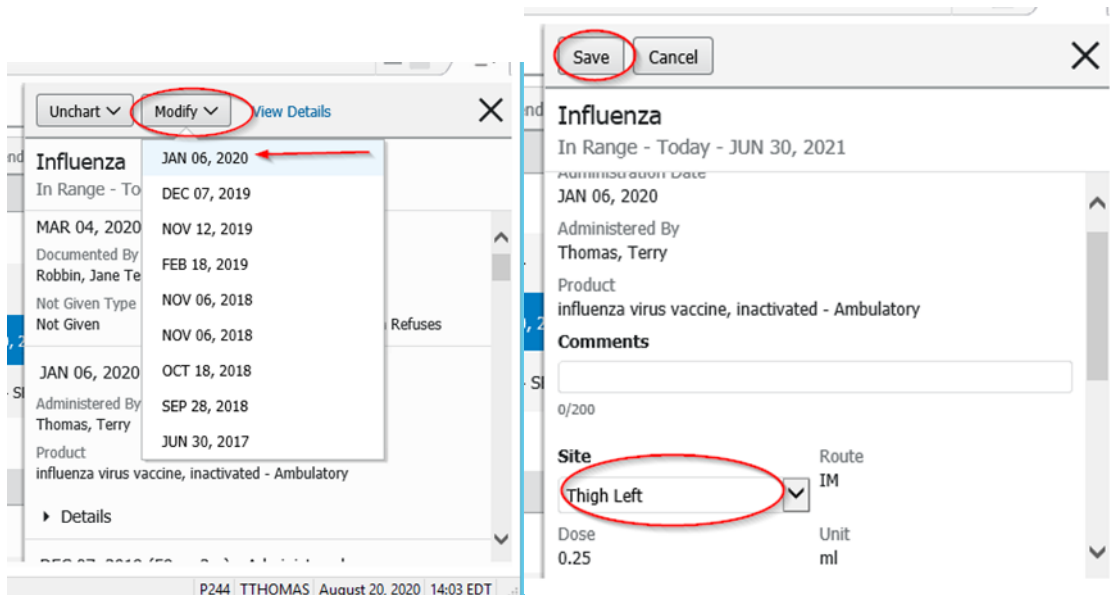 Unchart Modify View Details
Influenza
In Range - To
MAR 04, 2020
Documented By
Robbin, Jane Te
Not Given Type
Not Given Refuses
JAN 06, 2020
Administered By
Thomas, Terry
Product
influenza virus vaccine, inactivated - Ambulatory
Details
JAN 06, 2020
DEC 07, 2019
NOV 12, 2019
FEB 18, 2019
NOV 06, 2018
NOV 06, 2018
OCT 18, 2018
SEP 28, 2018
JUN 30, 2017
P244 TTHOMAS August 20, 2020 14:03 EDT
Save Cancel
Influenza
In Range - Today - JUN 30, 2021
Administration Date
JAN 06, 2020
Administered By
Thomas, Terry
Product
influenza virus vaccine, inactivated - Ambulatory
Comments
0/200
Site Route
Thigh Left IM
Dose Unit
0.25 ml